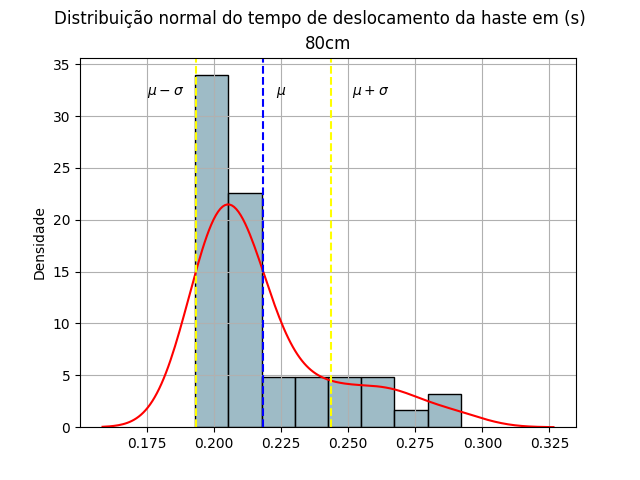 Distribuição normal do tempo de deslocamento da haste em (s)
80cm
35
30
25
20
15
10
5
0
Densidade
μ − σ
μ
μ + σ
0.175 0.200 0.225 0.250 0.275 0.300 0.325